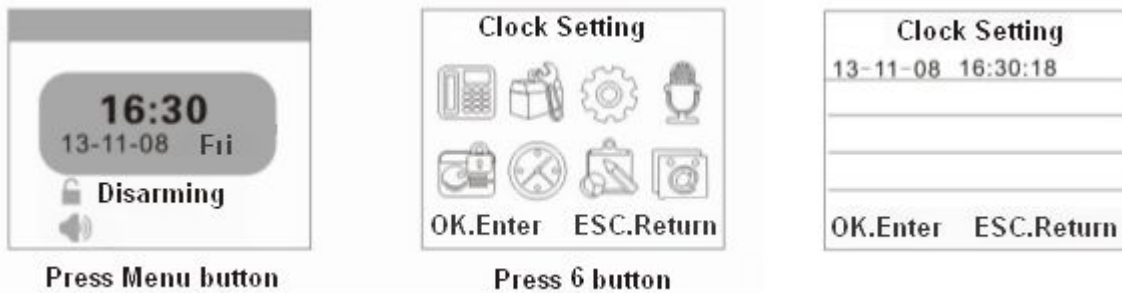 16:30
13-11-08 Fri
Disarming
Press Menu button
Clock Setting
OK.Enter ESC.Return
Press 6 button
Clock Setting
13-11-08 16:30:18
OK.Enter ESC.Return